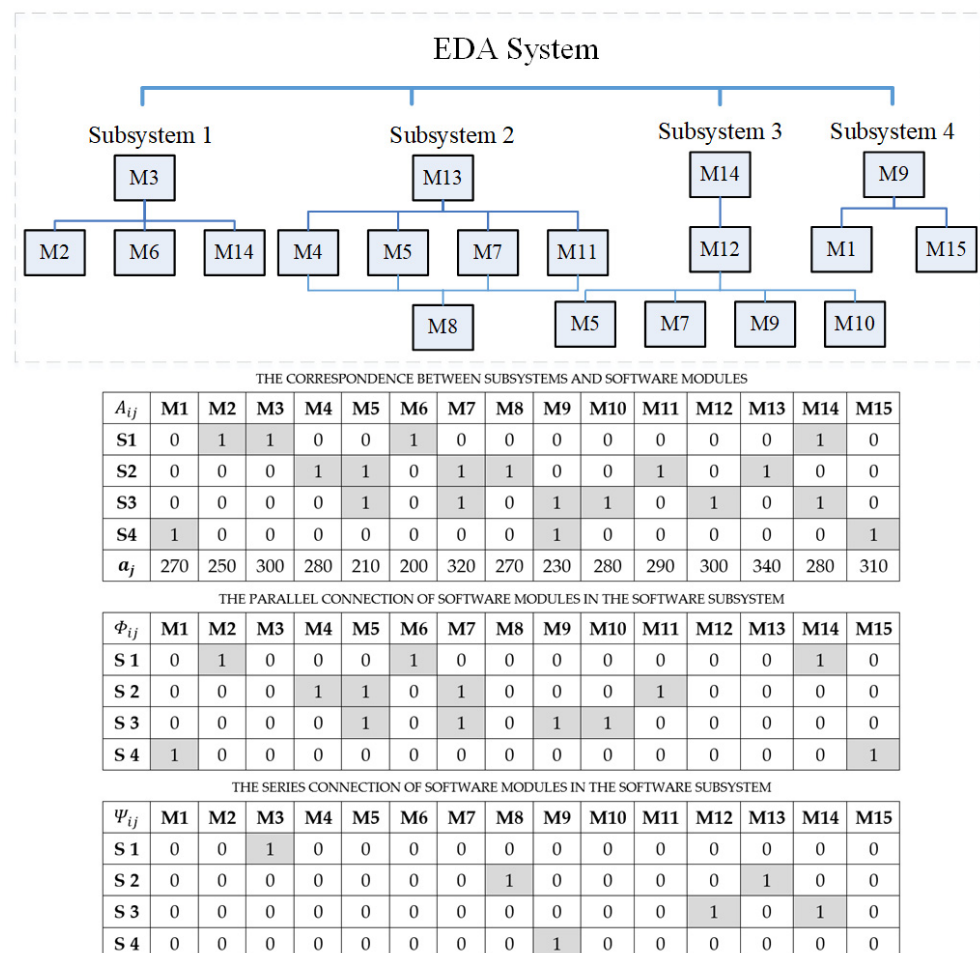 EDA System
Subsystem 1 Subsystem 2 Subsystem 3 Subsystem 4
M3 M13 M14 M9
M2 M6 M14 M4 M5 M7 M11 M12 M1 M15
M8 M5 M7 M9 M10
THE CORRESPONDENCE BETWEEN SUBSYSTEMS AND SOFTWARE MODULES
A_ij M1 M2 M3 M4 M5 M6 M7 M8 M9 M10 M11 M12 M13 M14 M15
S1 0 1 1 0 0 1 0 0 0 0 0 0 0 1 0
S2 0 0 0 1 1 0 1 1 0 0 1 0 1 0 0
S3 0 0 0 0 1 0 1 0 1 1 0 1 0 1 0
S4 1 0 0 0 0 0 0 0 1 0 0 0 0 0 1
a_j 270 250 300 280 210 200 320 270 230 280 290 300 340 280 310
THE PARALLEL CONNECTION OF SOFTWARE MODULES IN THE SOFTWARE SUBSYSTEM
Φ_ij M1 M2 M3 M4 M5 M6 M7 M8 M9 M10 M11 M12 M13 M14 M15
S 1 0 1 0 0 0 1 0 0 0 0 0 0 0 1 0
S 2 0 0 0 1 1 0 1 0 0 0 1 0 0 0 0
S 3 0 0 0 0 1 0 1 0 1 1 0 0 0 0 0
S 4 1 0 0 0 0 0 0 0 0 0 0 0 0 0 1
THE SERIES CONNECTION OF SOFTWARE MODULES IN THE SOFTWARE SUBSYSTEM
Ψ_ij M1 M2 M3 M4 M5 M6 M7 M8 M9 M10 M11 M12 M13 M14 M15
S 1 0 0 1 0 0 0 0 0 0 0 0 0 0 0 0
S 2 0 0 0 0 0 0 0 1 0 0 0 0 1 0 0
S 3 0 0 0 0 0 0 0 0 0 0 0 1 0 1 0
S 4 0 0 0 0 0 0 0 0 1 0 0 0 0 0 0